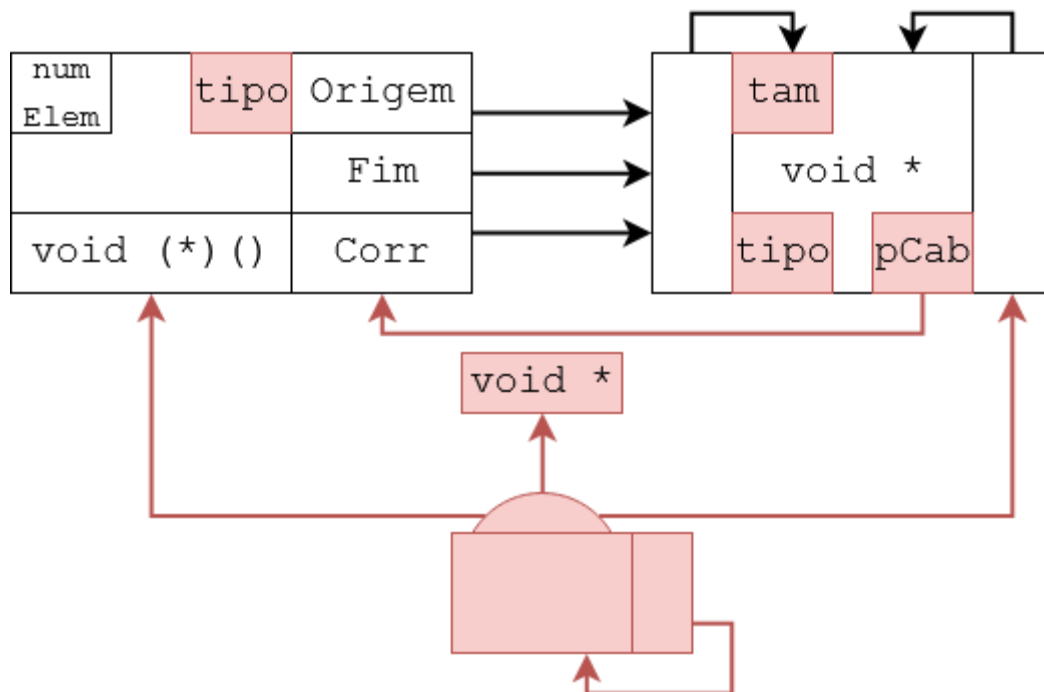 num
Elem
tipo
Origem
Fim
void (*)()
Corr
tam
void *
tipo
pCab
void *